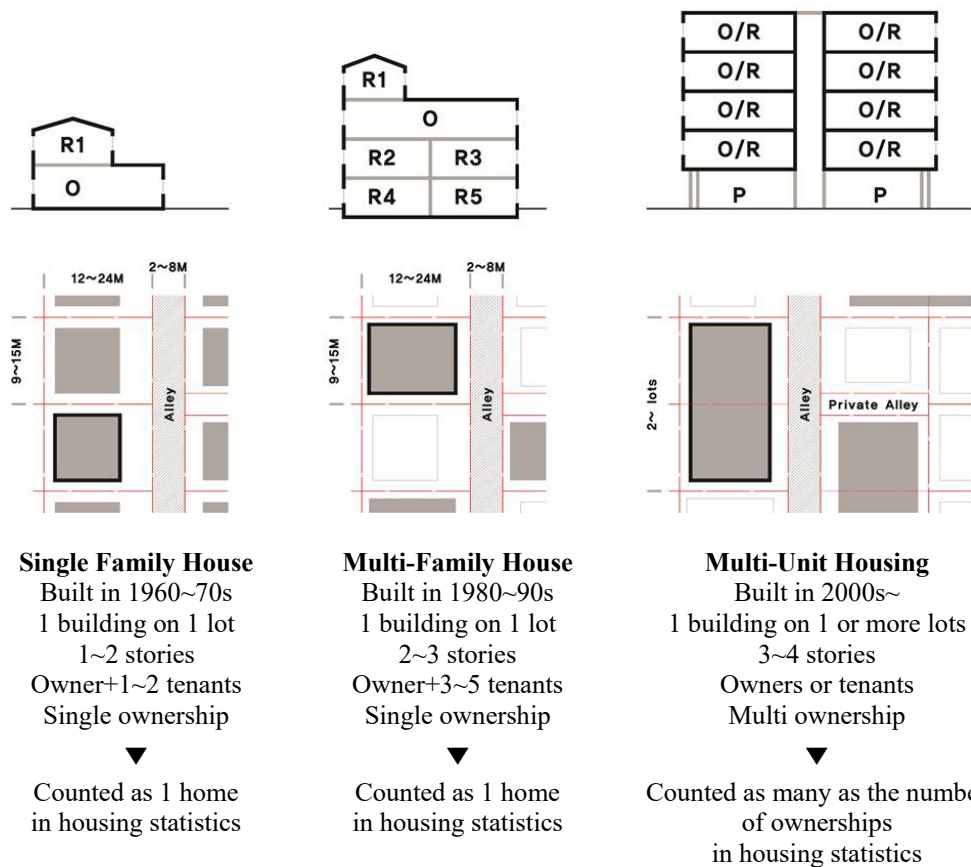 R1
O
R1
O
R2 R3
R4 R5
O/R O/R
O/R O/R
O/R O/R
O/R O/R
P P
12~24M 2~8M
9~15M
Alley
12~24M 2~8M
9~15M
Alley
2~ lots
Alley
Private Alley
Single Family House
Built in 1960~70s
1 building on 1 lot
1~2 stories
Owner+1~2 tenants
Single ownership
▼
Counted as 1 home
in housing statistics
Multi-Family House
Built in 1980~90s
1 building on 1 lot
2~3 stories
Owner+3~5 tenants
Single ownership
▼
Counted as 1 home
in housing statistics
Multi-Unit Housing
Built in 2000s~
1 building on 1 or more lots
3~4 stories
Owners or tenants
Multi ownership
▼
Counted as many as the numbe
of ownerships
in housing statistics